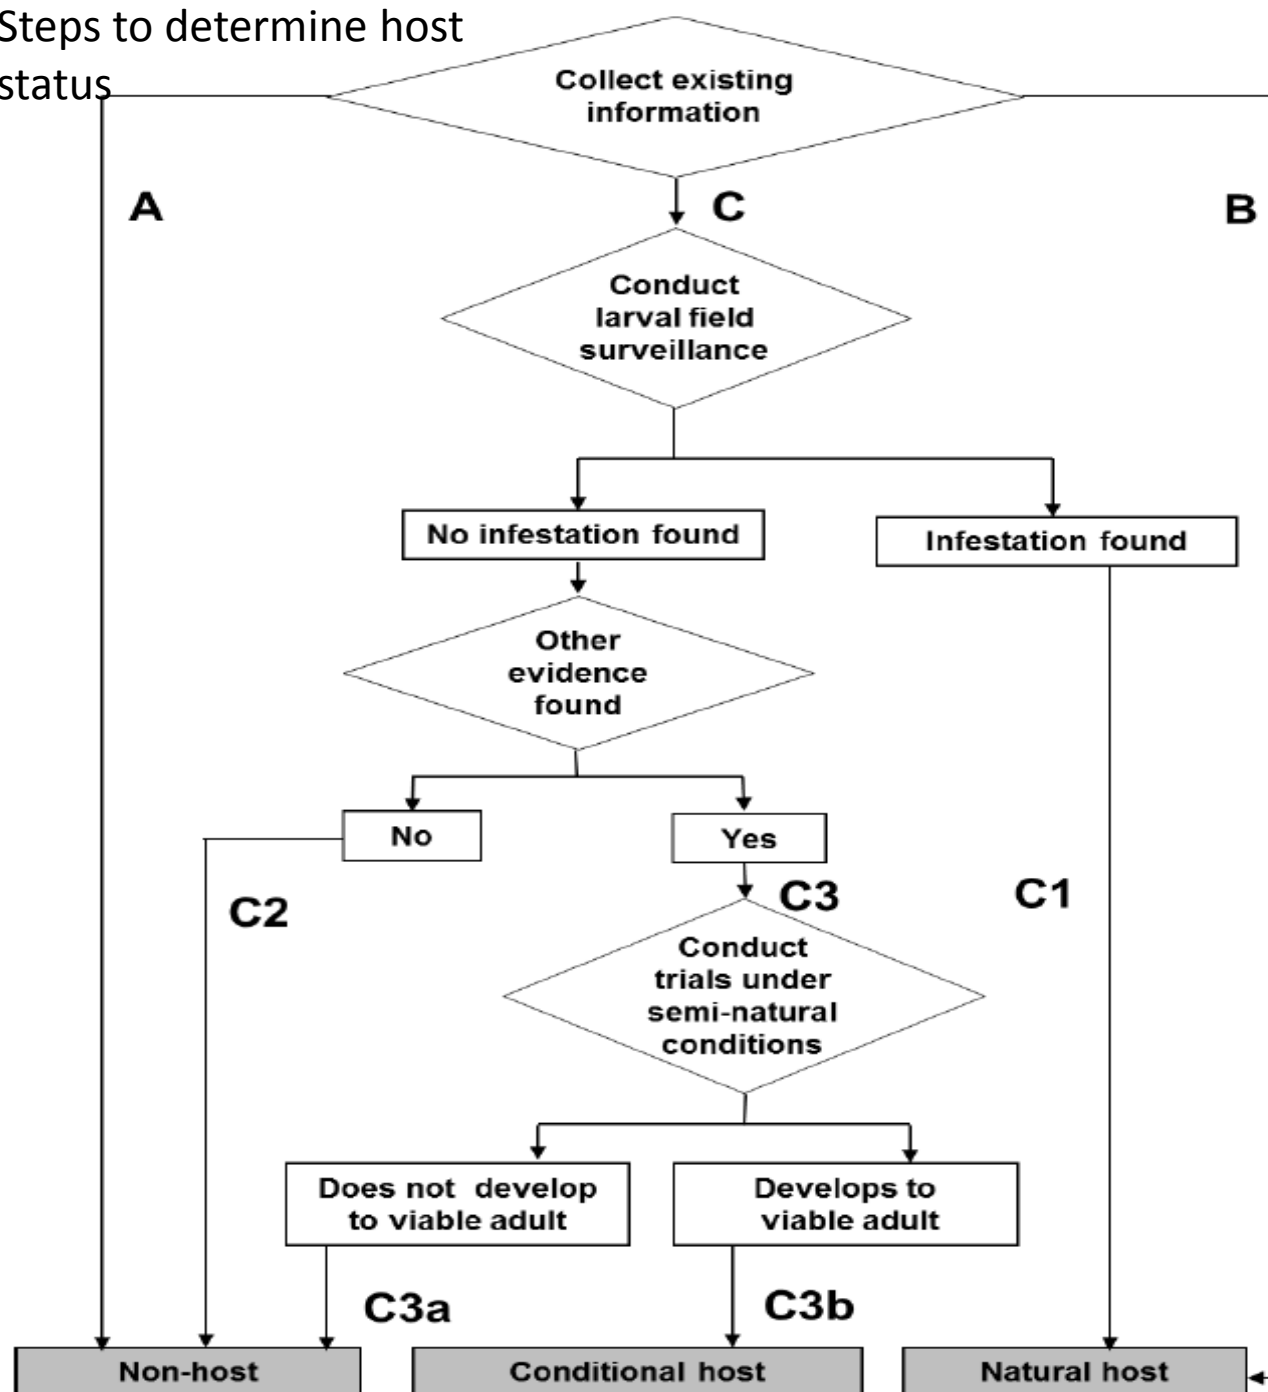 Steps to determine host
status
Collect existing
information
A
C
B
Conduct
larval field
surveillance
No infestation found
Infestation found
Other
evidence
found
No
Yes
C2
C3
C1
Conduct
trials under
semi-natural
conditions
Does not develop
to viable adult
Develops to
viable adult
C3a
C3b
Non-host
Conditional host
Natural host